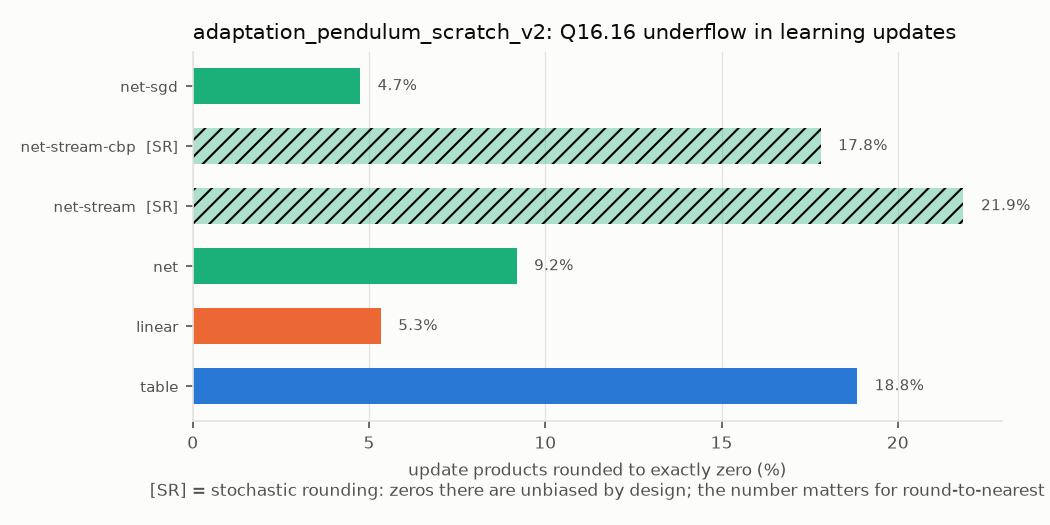 adaptation_pendulum_scratch_v2: Q16.16 underflow in learning updates
net-sgd 4.7%
net-stream-cbp [SR] 17.8%
net-stream [SR] 21.9%
net 9.2%
linear 5.3%
table 18.8%
0 5 10 15 20
update products rounded to exactly zero (%)
[SR] = stochastic rounding: zeros there are unbiased by design; the number matters for round-to-nearest